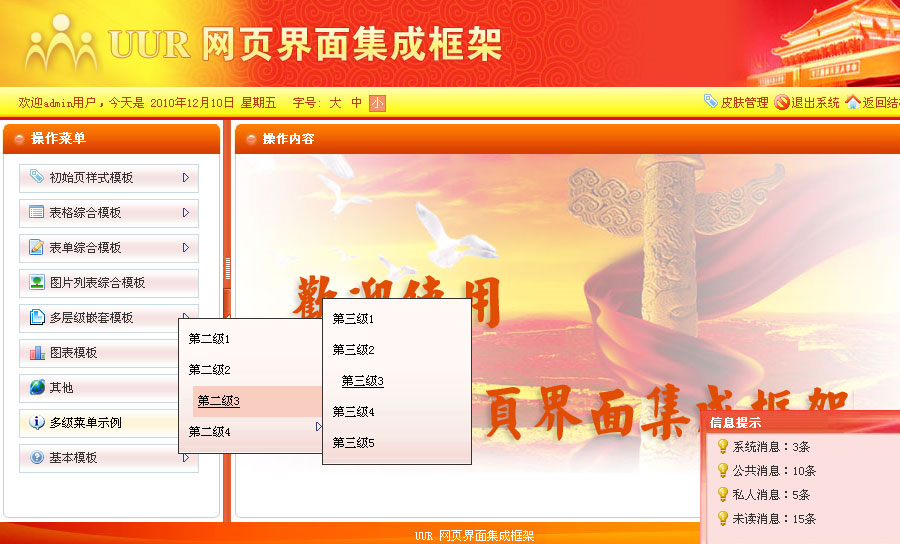 UUR 网页界面集成框架
欢迎admin用户，今天是 2010年12月10日 星期五 字号: 大 中 小
皮肤管理 退出系统 返回结
操作菜单
初始页样式模板
表格综合模板
表单综合模板
图片列表综合模板
多层级嵌套模板
图表模板
其他
多级菜单示例
基本模板
第二级1
第二级2
第二级3
第二级4
第三级1
第三级2
第三级3
第三级4
第三级5
操作内容
歡迎使用
頁界面集成框架
信息提示
系统消息：3条
公共消息：10条
私人消息：5条
未读消息：15条
UUR 网页界面集成框架